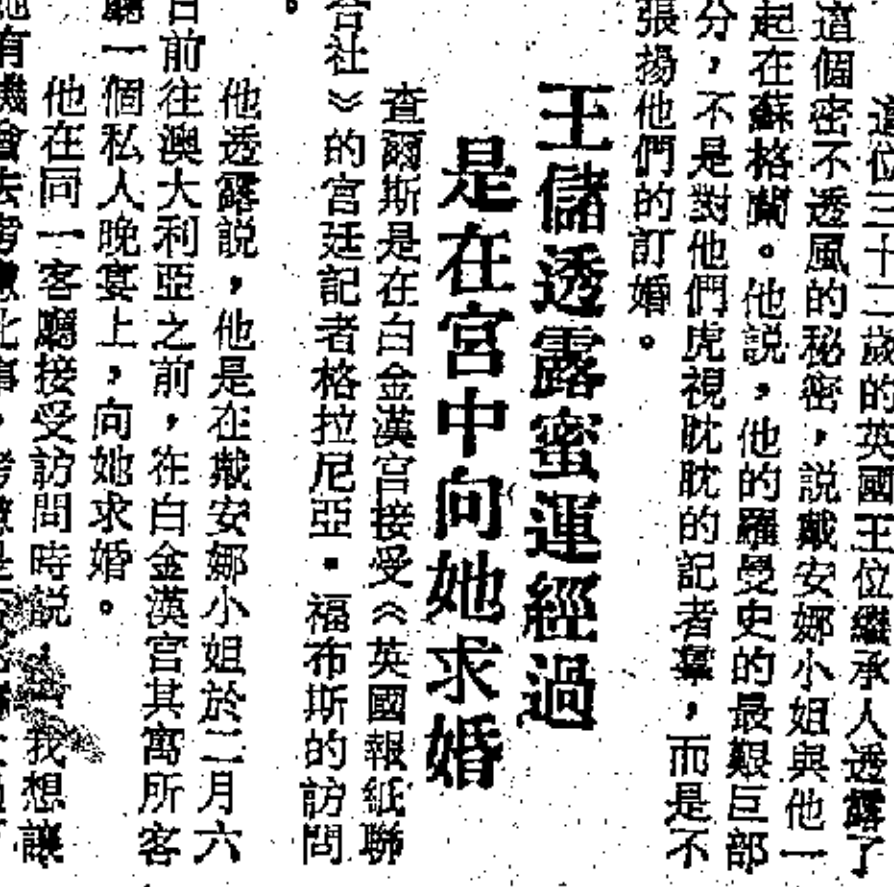 這位三十二歲的英國王位繼承人透露了
這個密不透風的秘密，說戴安娜小姐與他一
起在蘇格蘭。他説，他的羅曼史的最艱巨部
分，不是對他們虎視眈眈的記者羣，而是不
張揚他們的訂婚。
王儲透露蜜運經過
是在宮中向她求婚
查爾斯是在白金漢宮接受《英國報紙聯
合社》的宮廷記者格拉尼亞·福布斯的訪問
。
他透露説，他是在戴安娜小姐於二月六
日前往澳大利亞之前，在白金漢宮其寓所客
廳一個私人晚宴上，向她求婚。
他在同一客廳接受訪問時説，我想讓
她有機會去考慮此事，考慮是否